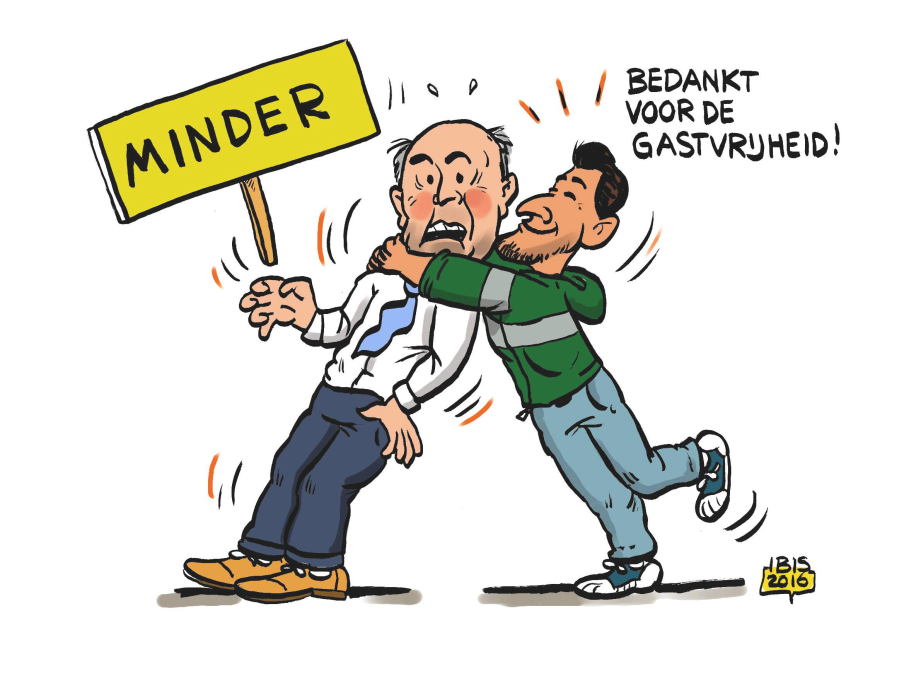 MINDER
BEDANKT
VOOR DE
GASTVRIJHEID!
IBIS
2016